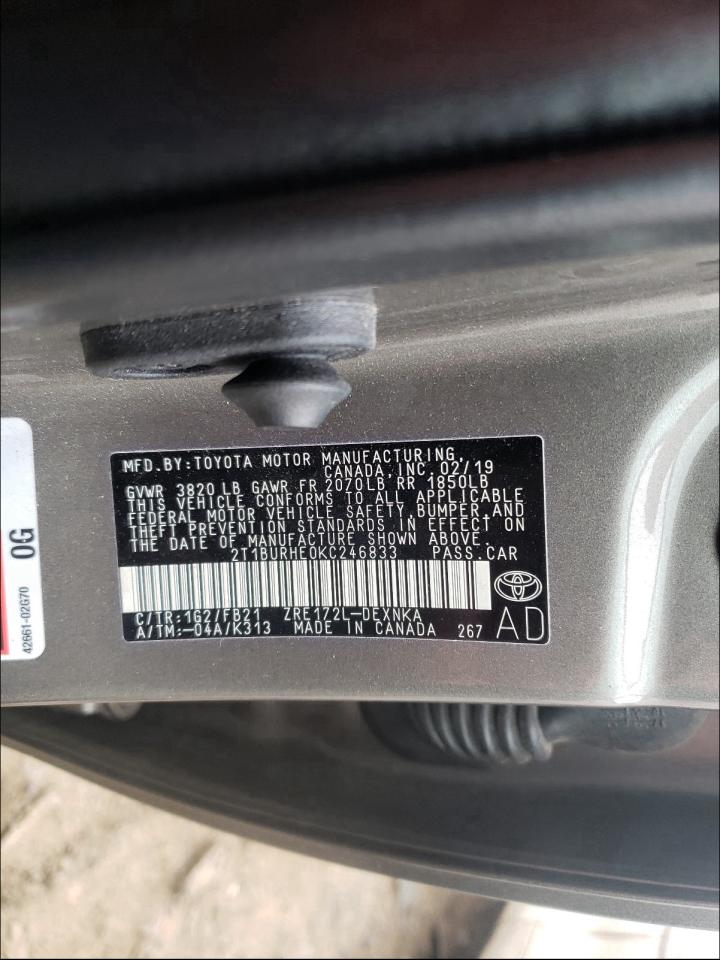 MFD.BY:TOYOTA MOTOR MANUFACTURING,
CANADA,INC.02/19
GVWR 3820 LB GAWR FR 2070LB RR 1850LB
THIS VEHICLE CONFORMS TO ALL APPLICABLE
FEDERAL MOTOR VEHICLE SAFETY,BUMPER,AND
THEFT PREVENTION STANDARDS IN EFFECT ON
THE DATE OF MANUFACTURE SHOWN ABOVE.
2T1BURHE0KC246833 PASS.CAR
C/TR:1G2/FB21 ZRE172L-DEXNKA
A/TM:-04A/K313 MADE IN CANADA 267
AD
0G
42661-02G70